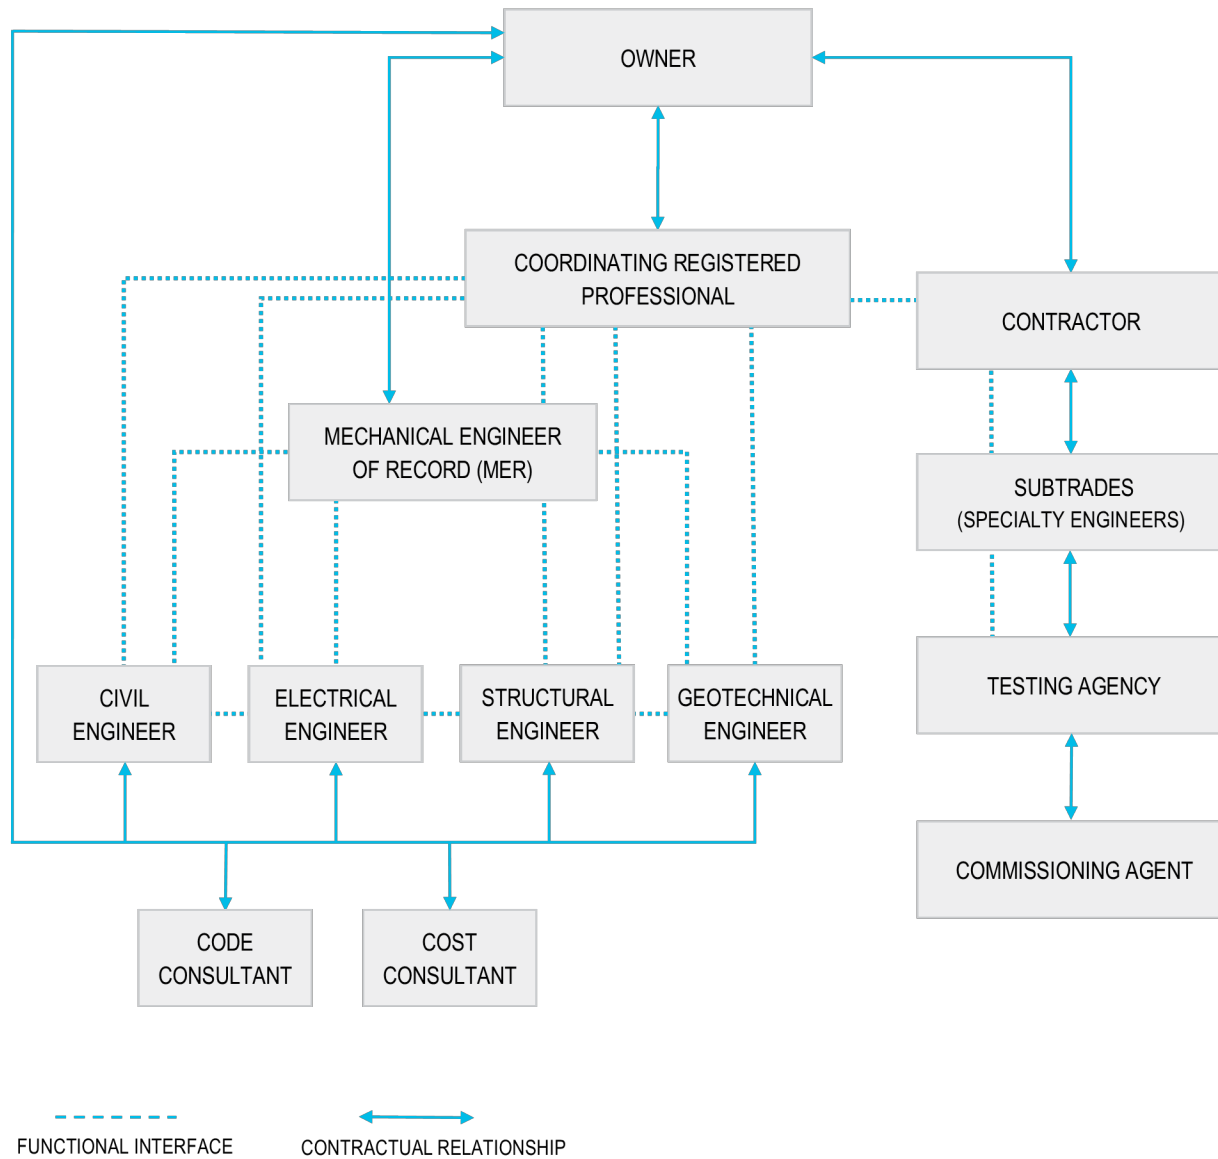 OWNER
COORDINATING REGISTERED
PROFESSIONAL
CONTRACTOR
MECHANICAL ENGINEER
OF RECORD (MER)
SUBTRADES
(SPECIALTY ENGINEERS)
CIVIL
ENGINEER
ELECTRICAL
ENGINEER
STRUCTURAL
ENGINEER
GEOTECHNICAL
ENGINEER
TESTING AGENCY
COMMISSIONING AGENT
CODE
CONSULTANT
COST
CONSULTANT
FUNCTIONAL INTERFACE
CONTRACTUAL RELATIONSHIP